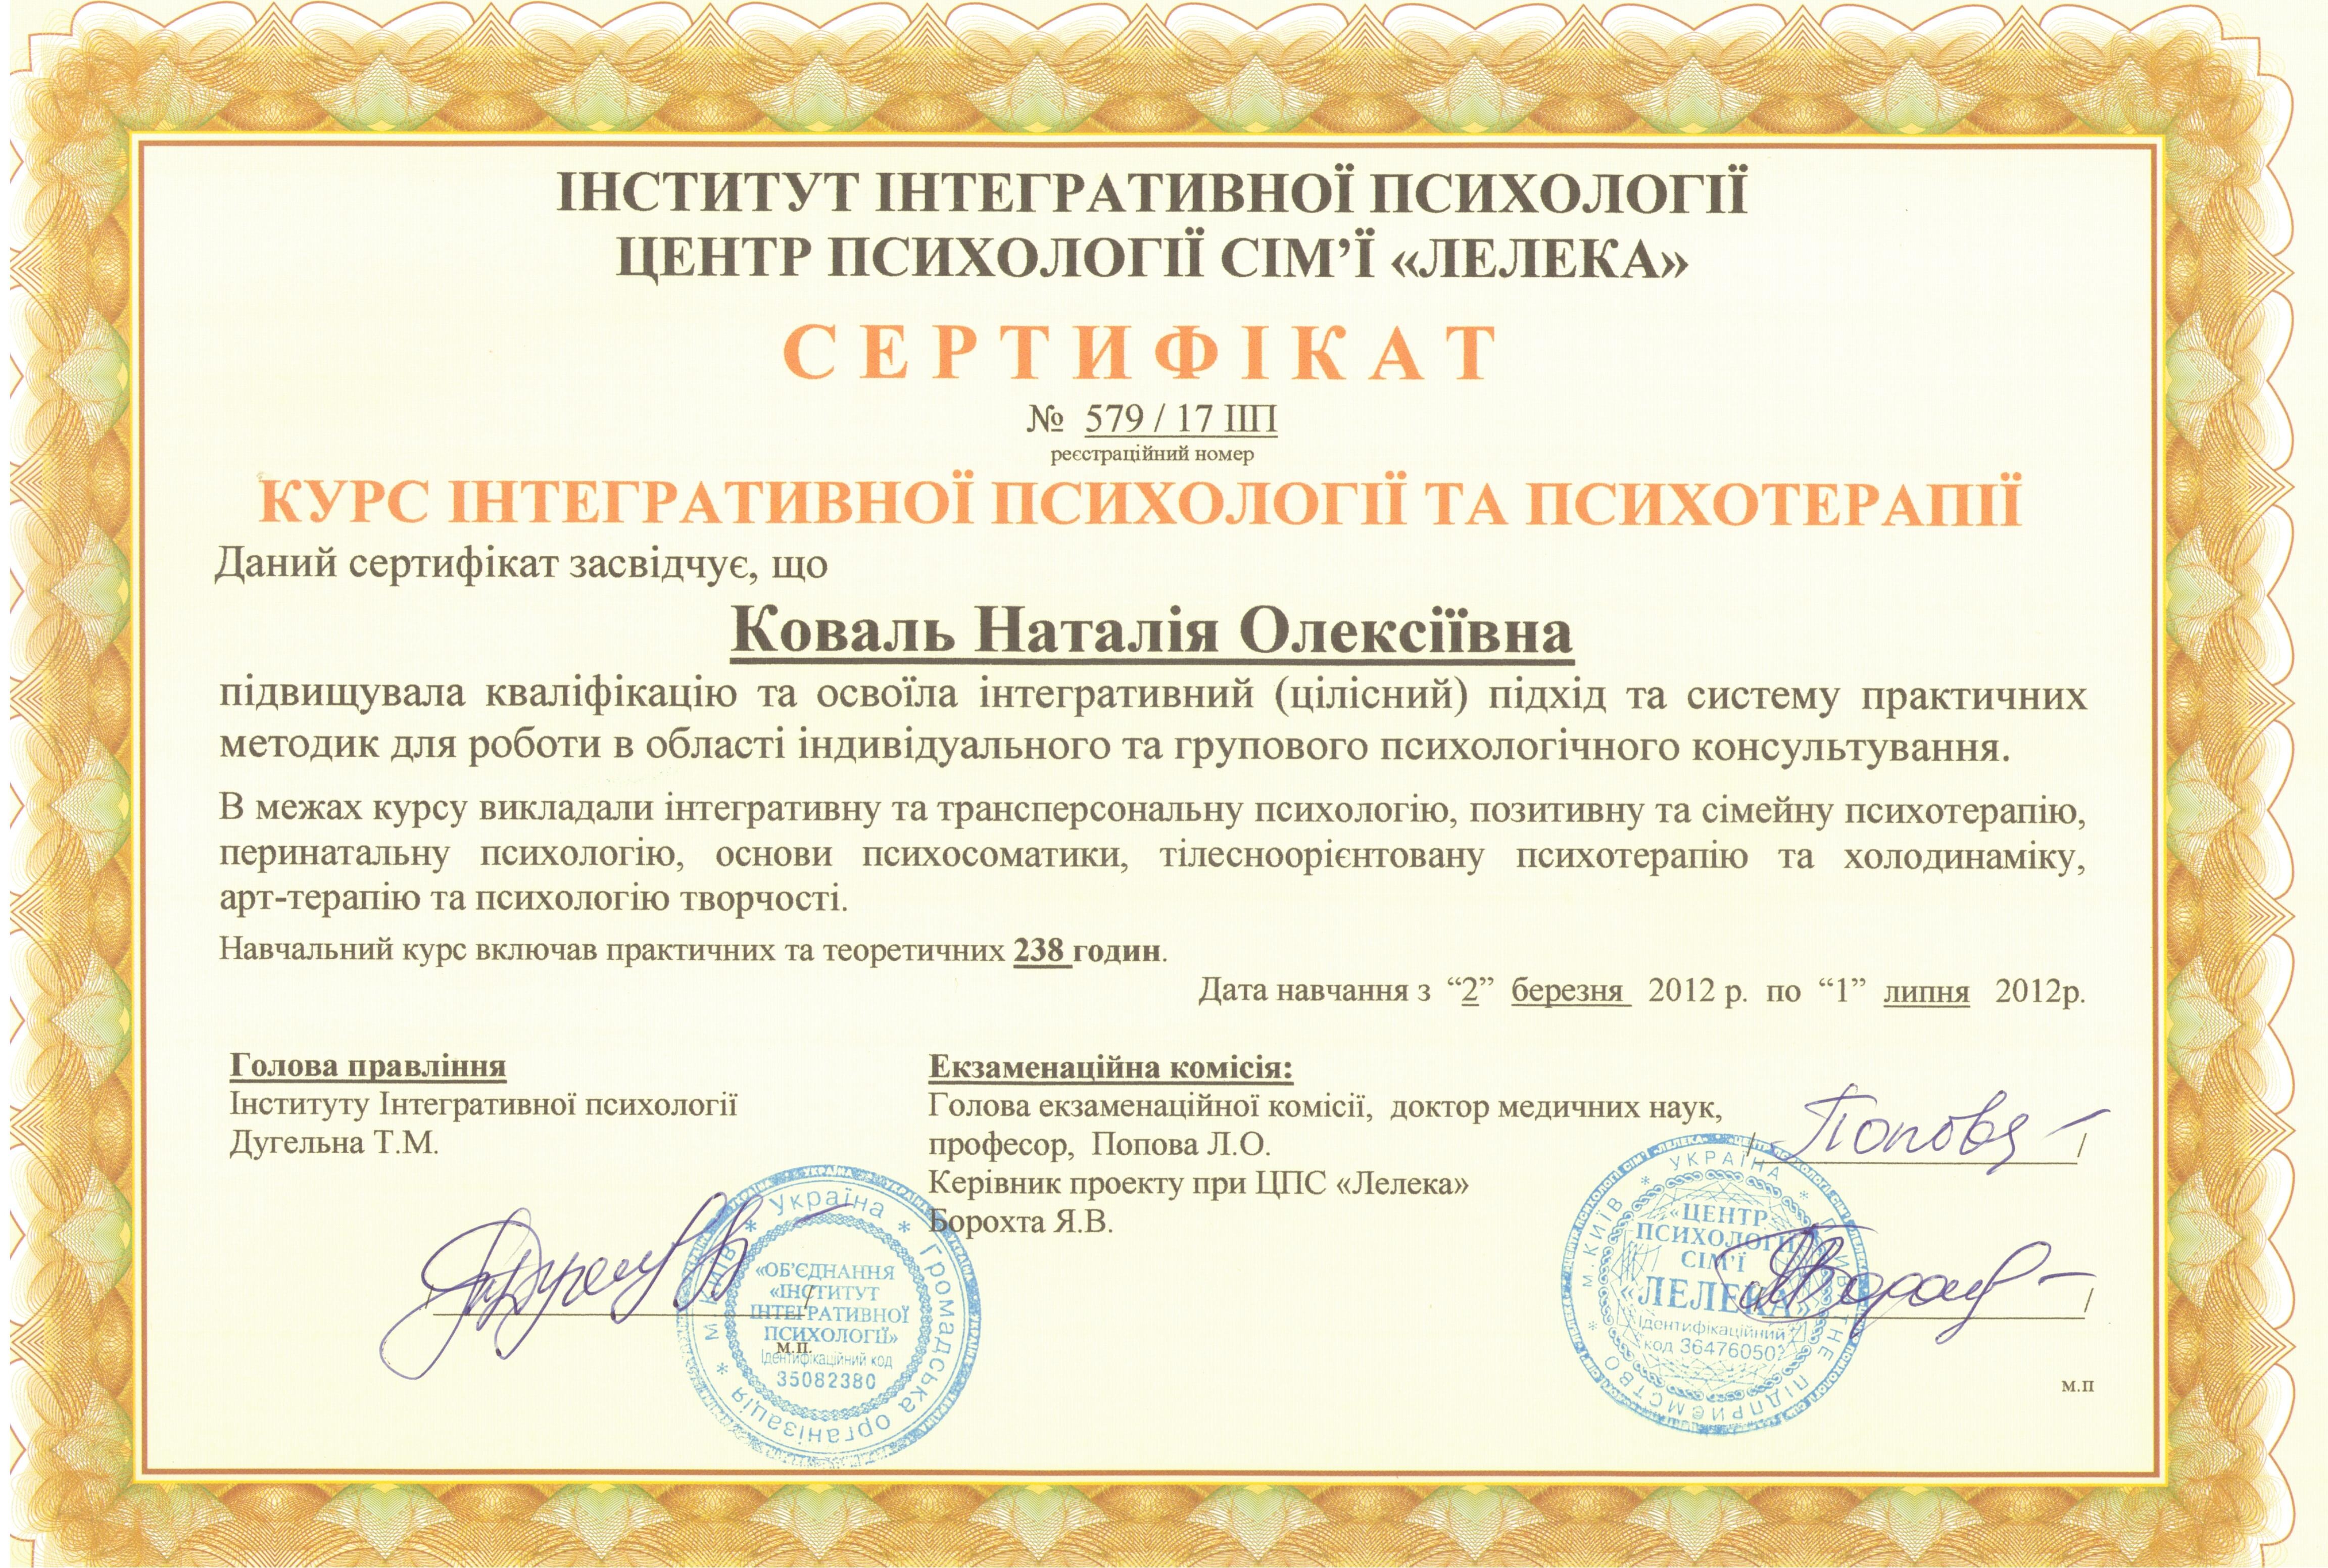 ІНСТИТУТ ІНТЕГРАТИВНОЇ ПСИХОЛОГІЇ
ЦЕНТР ПСИХОЛОГІЇ СІМ’Ї «ЛЕЛЕКА»
СЕРТИФІКАТ
№ 579 / 17 ІІП
реєстраційний номер
КУРС ІНТЕГРАТИВНОЇ ПСИХОЛОГІЇ ТА ПСИХОТЕРАПІЇ
Даний сертифікат засвідчує, що
Коваль Наталія Олексіївна
підвищувала кваліфікацію та освоїла інтегративний (цілісний) підхід та систему практичних
методик для роботи в області індивідуального та групового психологічного консультування.
В межах курсу викладали інтегративну та трансперсональну психологію, позитивну та сімейну психотерапію,
перинатальну психологію, основи психосоматики, тілесноорієнтовану психотерапію та холодинаміку,
арт-терапію та психологію творчості.
Навчальний курс включав практичних та теоретичних 238 годин.
Дата навчання з “2” березня 2012 р. по “1” липня 2012р.
Голова правління
Інституту Інтегративної психології
Дугельна Т.М.
м.п.
Екзаменаційна комісія:
Голова екзаменаційної комісії, доктор медичних наук,
професор, Попова Л.О.
Керівник проекту при ЦПС «Лелека»
Борохта Я.В.
Попова
м.п
Україна * Громадська організація * м. Київ *
«ОБ’ЄДНАННЯ
«ІНСТИТУТ
ІНТЕГРАТИВНОЇ
ПСИХОЛОГІЇ»
Ідентифікаційний код
35082380
* УКРАЇНА * ПРИВАТНЕ ПІДПРИЄМСТВО * м.КИЇВ
«ЦЕНТР
ПСИХОЛОГІЇ
СІМ’Ї
«ЛЕЛЕКА»
Ідентифікаційний
код